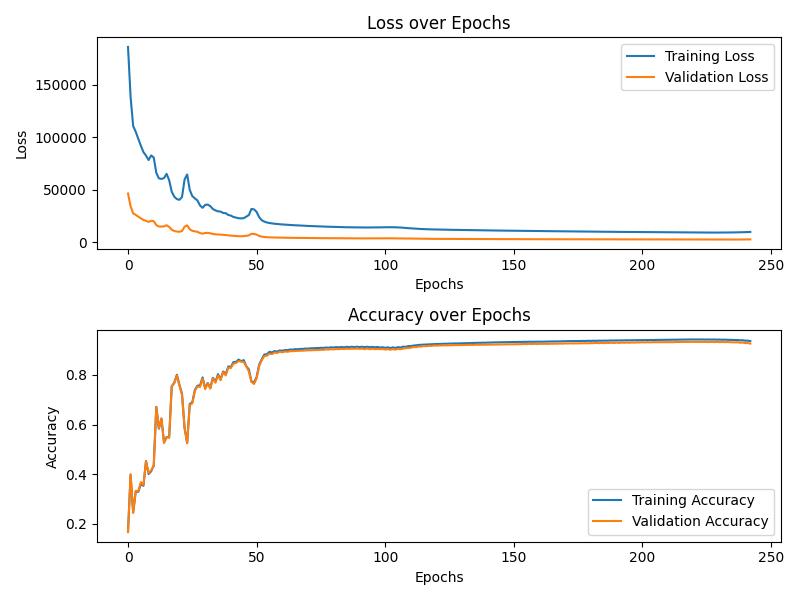 Loss over Epochs
Loss
150000
100000
50000
0
Training Loss
Validation Loss
0 50 100 150 200 250
Epochs
Accuracy over Epochs
Accuracy
0.8
0.6
0.4
0.2
Training Accuracy
Validation Accuracy
0 50 100 150 200 250
Epochs